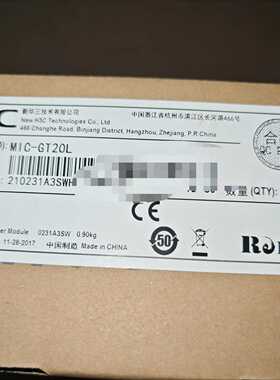 C 新华三技术有限公司
New H3C Technologies Co., Ltd
中国浙江省杭州市滨江区长河路466号
466 Changhe Road, Binjiang District, Hangzhou, Zhejiang, P.R.China
MIC-GT20L
210231A3SWH
数量(QTY):
QC
50
er Module 0231A3SW 0.90kg
11-28-2017 中国制造 Made in CHINA
RoH